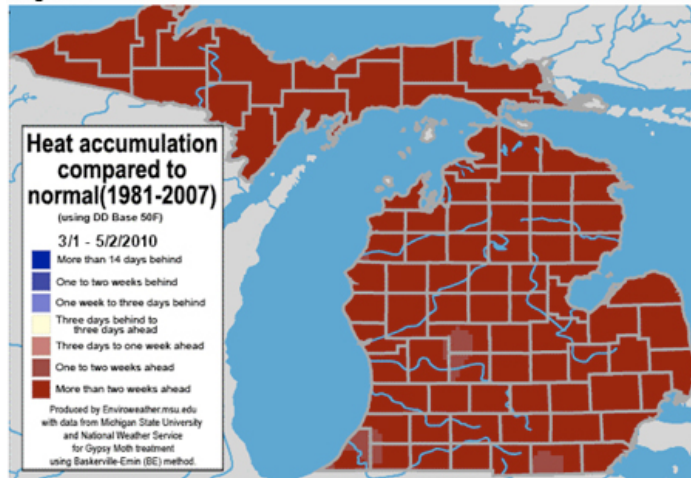 Heat accumulation
compared to
normal(1981-2007)
(using DD Base 50F)
3/1 - 5/2/2010
More than 14 days behind
One to two weeks behind
One week to three days behind
Three days behind to
three days ahead
Three days to one week ahead
One to two weeks ahead
More than two weeks ahead
Produced by Enviroweather.msu.edu
with data from Michigan State University
and National Weather Service
for Gypsy Moth treatment
using Baskerville-Emin (BE) method.